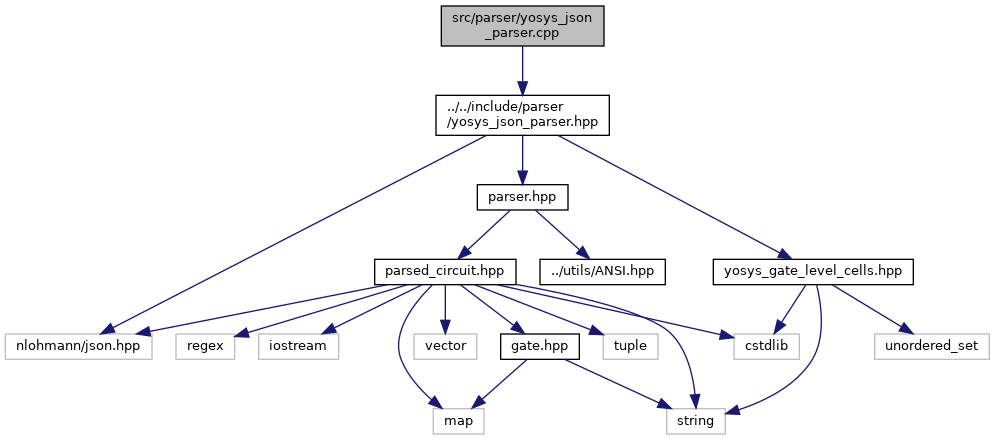 src/parser/yosys_json
_parser.cpp
../../include/parser
/yosys_json_parser.hpp
parser.hpp
parsed_circuit.hpp
../utils/ANSI.hpp
yosys_gate_level_cells.hpp
nlohmann/json.hpp
regex
iostream
vector
gate.hpp
tuple
cstdlib
unordered_set
map
string